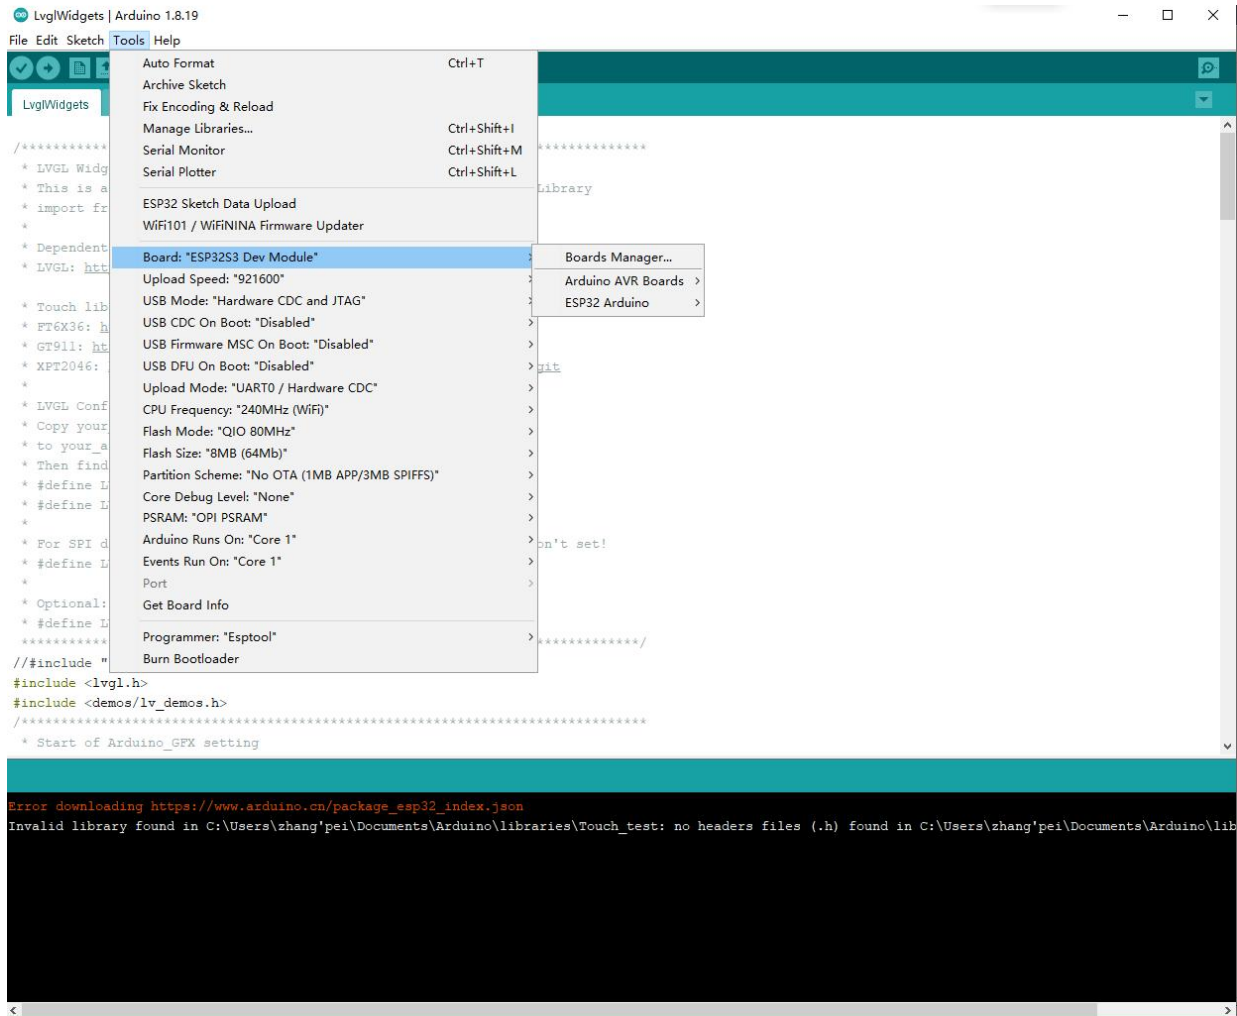 LvglWidgets | Arduino 1.8.19
File Edit Sketch Tools Help
LvglWidgets
Auto Format Ctrl+T
Archive Sketch
Fix Encoding & Reload
Manage Libraries... Ctrl+Shift+I
Serial Monitor Ctrl+Shift+M
Serial Plotter Ctrl+Shift+L
ESP32 Sketch Data Upload
WiFi101 / WiFiNINA Firmware Updater
Board: "ESP32S3 Dev Module"
Upload Speed: "921600"
USB Mode: "Hardware CDC and JTAG"
USB CDC On Boot: "Disabled"
USB Firmware MSC On Boot: "Disabled"
USB DFU On Boot: "Disabled"
Upload Mode: "UART0 / Hardware CDC"
CPU Frequency: "240MHz (WiFi)"
Flash Mode: "QIO 80MHz"
Flash Size: "8MB (64Mb)"
Partition Scheme: "No OTA (1MB APP/3MB SPIFFS)"
Core Debug Level: "None"
PSRAM: "OPI PSRAM"
Arduino Runs On: "Core 1"
Events Run On: "Core 1"
Port
Get Board Info
Programmer: "Esptool"
Burn Bootloader
Boards Manager...
Arduino AVR Boards
ESP32 Arduino
/*********** **************
* LVGL Widg
* This is a Library
* import fr
*
* Dependent
* LVGL: htt
* Touch lib
* FT6X36: h
* GT911: ht
* XPT2046: git
*
* LVGL Conf
* Copy your
* to your_a
* Then find
* #define L
* #define L
*
* For SPI d on't set!
* #define L
*
* Optional:
* #define L
*********** *************/
//#include "
#include <lvgl.h>
#include <demos/lv_demos.h>
/*******************************************************************************
* Start of Arduino_GFX setting
Error downloading https://www.arduino.cn/package_esp32_index.json
Invalid library found in C:\Users\zhang'pei\Documents\Arduino\libraries\Touch_test: no headers files (.h) found in C:\Users\zhang'pei\Documents\Arduino\lib